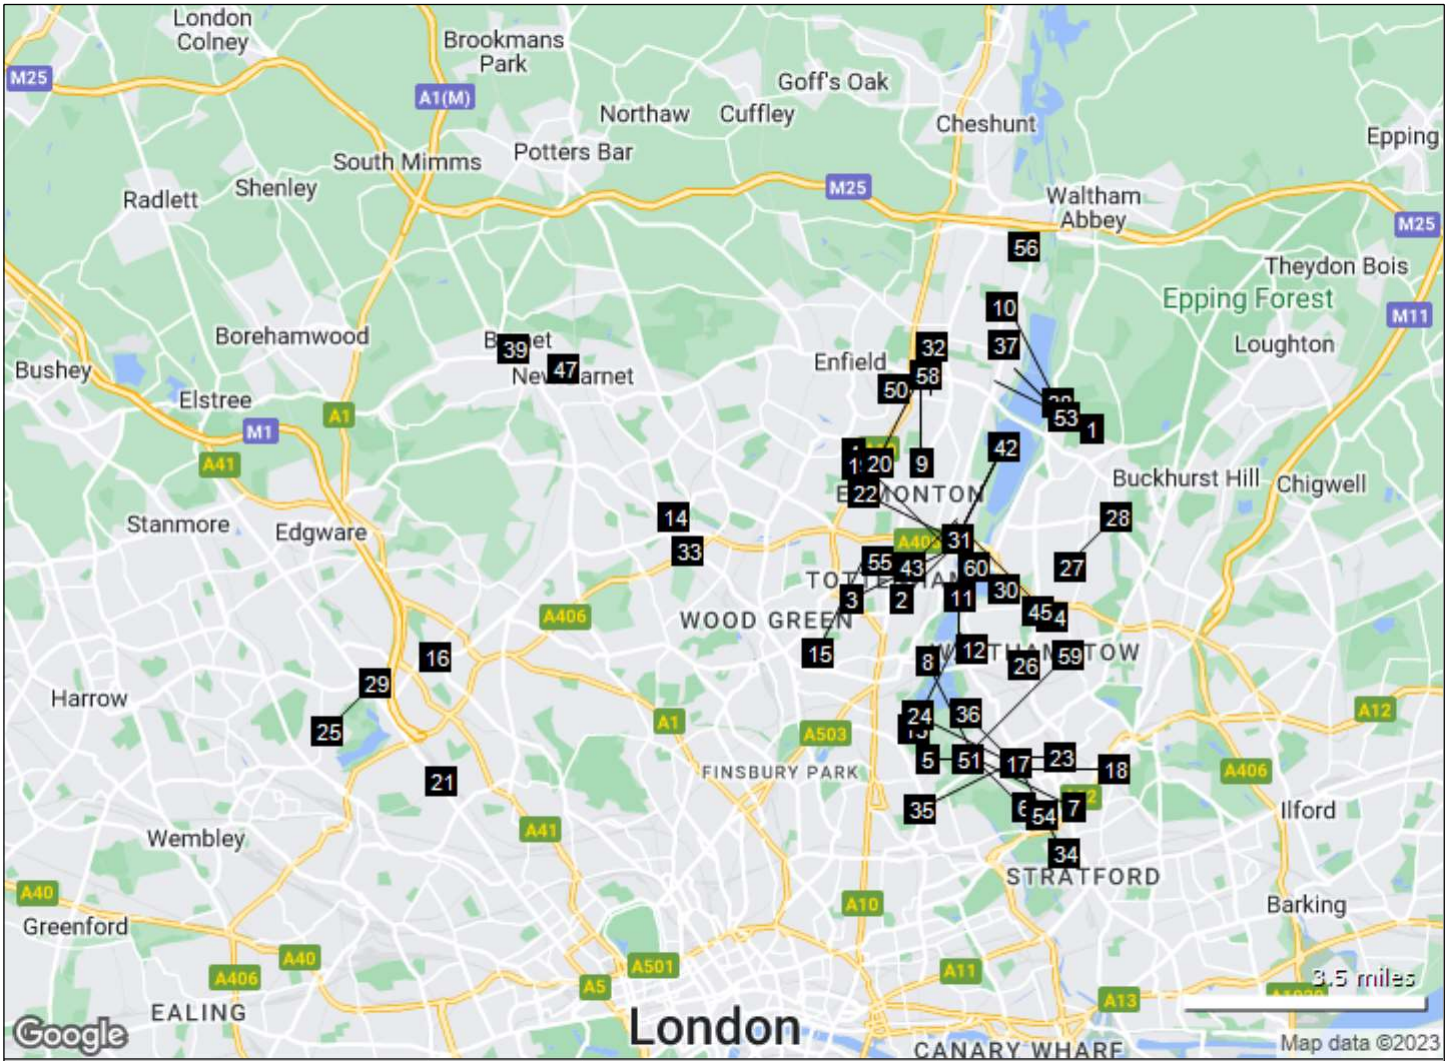 London
Colney
Brookmans
Park
M25
Goff's Oak
A1(M)
Northaw
Cuffley
Cheshunt
Epping
South Mimms
Potters Bar
Shenley
Radlett
M25
Waltham
Abbey
M25
56
Theydon Bois
Epping Forest
10
M11
Borehamwood
39
32
37
Loughton
Bushey
47
Enfield
58
50
Elstree
A1
53
1
M1
42
A41
20
9
22
EDMONTON
Buckhurst Hill
Chigwell
Stanmore
Edgware
14
28
33
31
55
43
60
27
A406
3
2
11
30
WOOD GREEN
45
15
16
8
12
26
59
29
Harrow
25
A1
24
36
A12
A503
5
51
17
23
18
FINSBURY PARK
A406
21
35
6
54
7
Ilford
Wembley
A41
34
STRATFORD
A40
A10
Barking
Greenford
A40
A501
A11
A406
A5
3.5 miles
A13
EALING
London
Google
CANARY WHARF
Map data ©2023